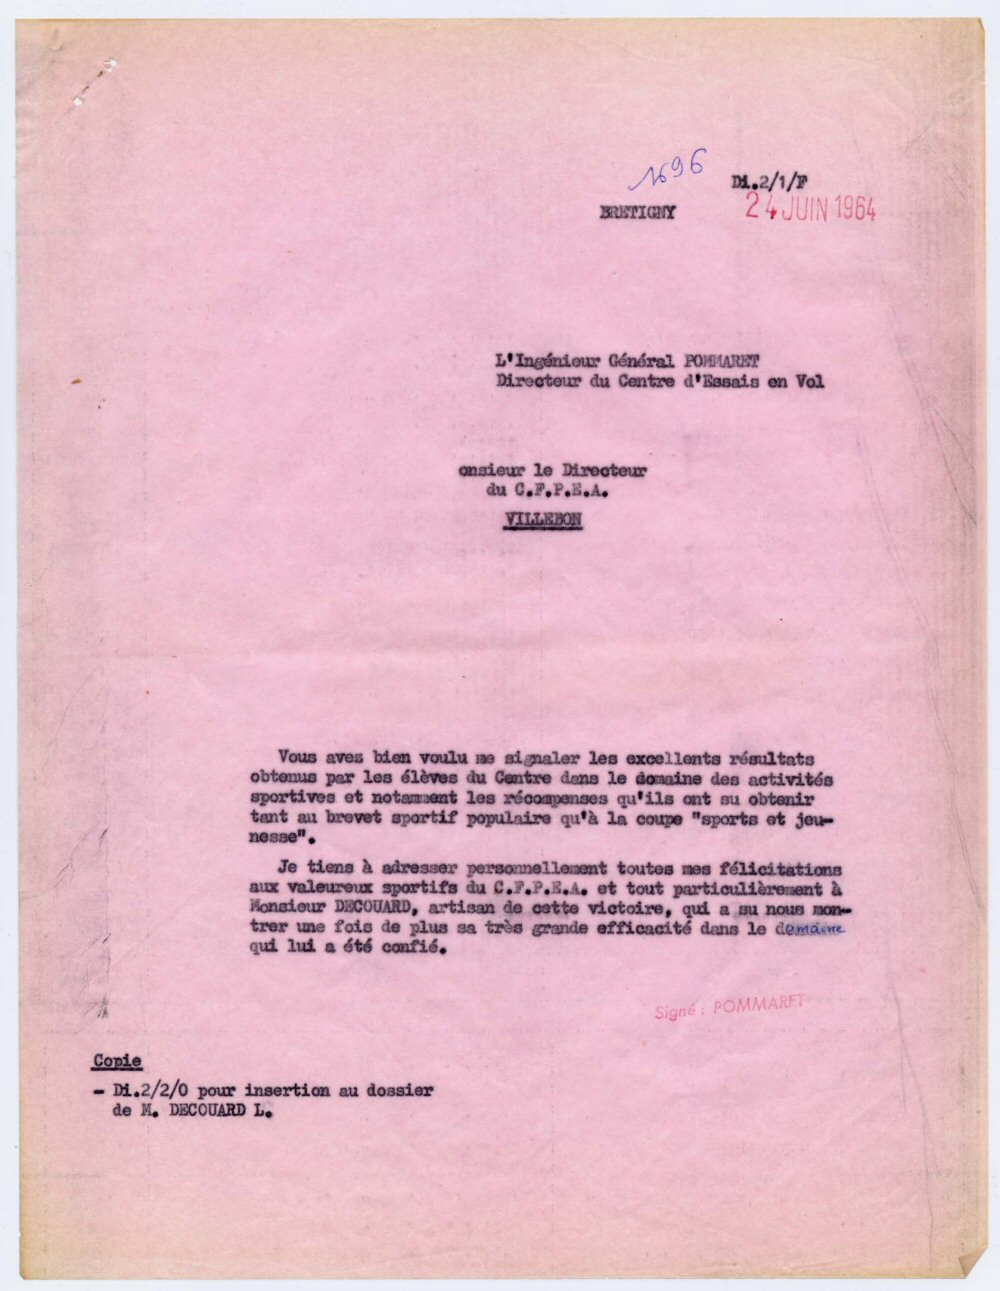 1696
Di.2/1/F
BRETIGNY
24 JUIN 1964
L'Ingénieur Général POMMARET
Directeur du Centre d'Essais en Vol
onsieur le Directeur
du C.F.P.E.A.
VILLEBON
Vous avez bien voulu me signaler les excellents résultats
obtenus par les élèves du Centre dans le domaine des activités
sportives et notamment les récompenses qu'ils ont su obtenir
tant au brevet sportif populaire qu'à la coupe "sports et jeu-
nesse".
Je tiens à adresser personnellement toutes mes félicitations
aux valeureux sportifs du C.F.P.E.A. et tout particulièrement à
Monsieur DECOUARD, artisan de cette victoire, qui a su nous mon-
trer une fois de plus sa très grande efficacité dans le domaine
qui lui a été confié.
Signé : POMMARET
Copie
- Di.2/2/0 pour insertion au dossier
de M. DECOUARD L.